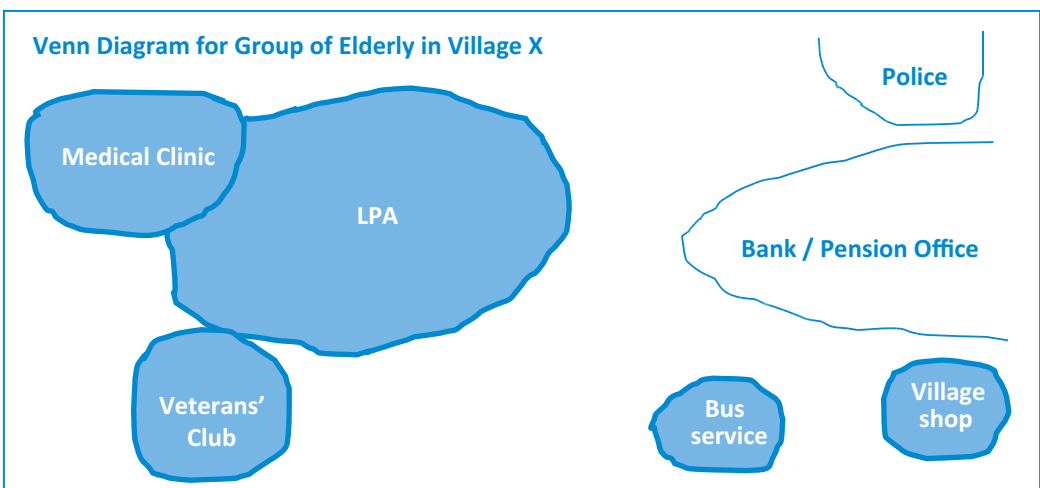 Venn Diagram for Group of Elderly in Village X
Police
Medical Clinic
LPA
Bank / Pension Office
Veterans’
Club
Bus
service
Village
shop